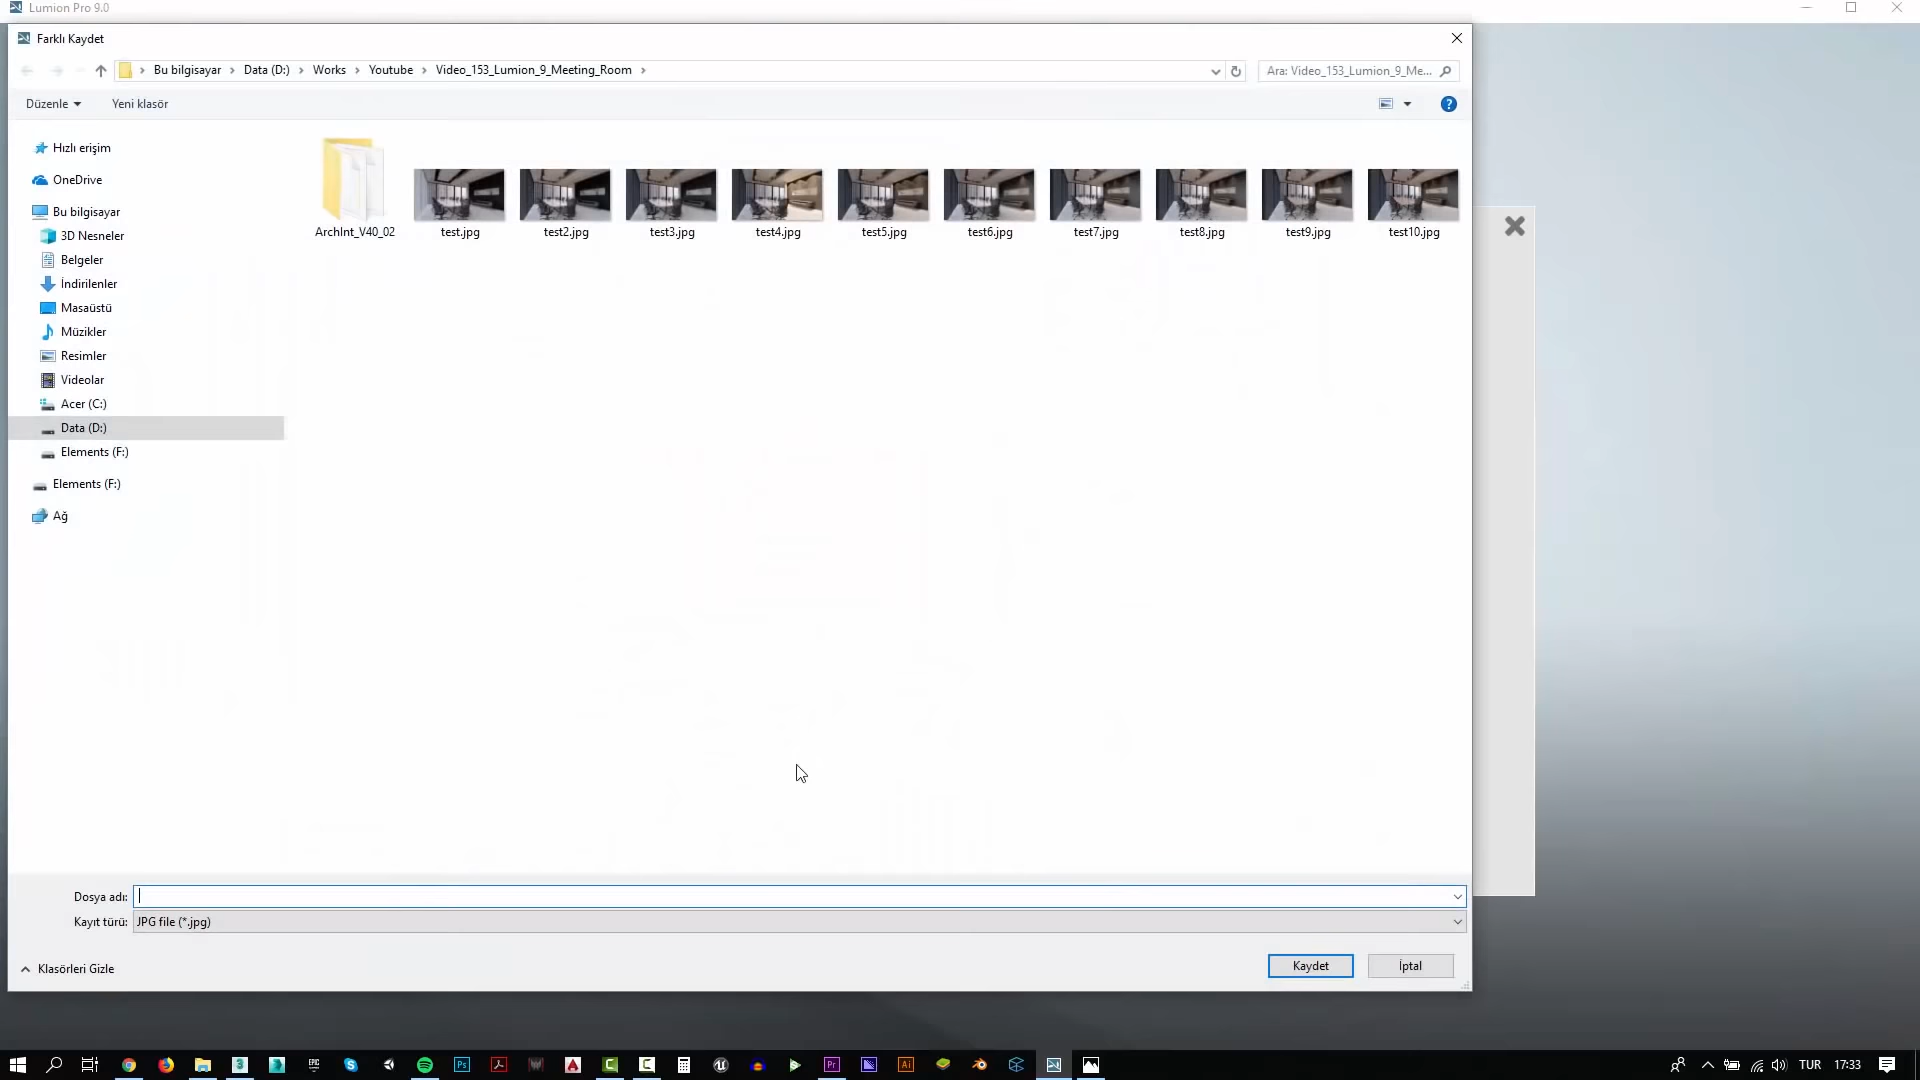 Lumion Pro 9.0
Farklı Kaydet
Bu bilgisayar > Data (D:) > Works > Youtube > Video_153_Lumion_9_Meeting_Room >
Ara: Video_153_Lumion_9_Me...
Düzenle
Yeni klasör
Hızlı erişim
OneDrive
Bu bilgisayar
3D Nesneler
Belgeler
İndirilenler
Masaüstü
Müzikler
Resimler
Videolar
Acer (C:)
Data (D:)
Elements (F:)
Elements (F:)
Ağ
ArchInt_V40_02
test.jpg
test2.jpg
test3.jpg
test4.jpg
test5.jpg
test6.jpg
test7.jpg
test8.jpg
test9.jpg
test10.jpg
Dosya adı:
Kayıt türü: JPG file (*.jpg)
Klasörleri Gizle
Kaydet
İptal
TUR
17:33